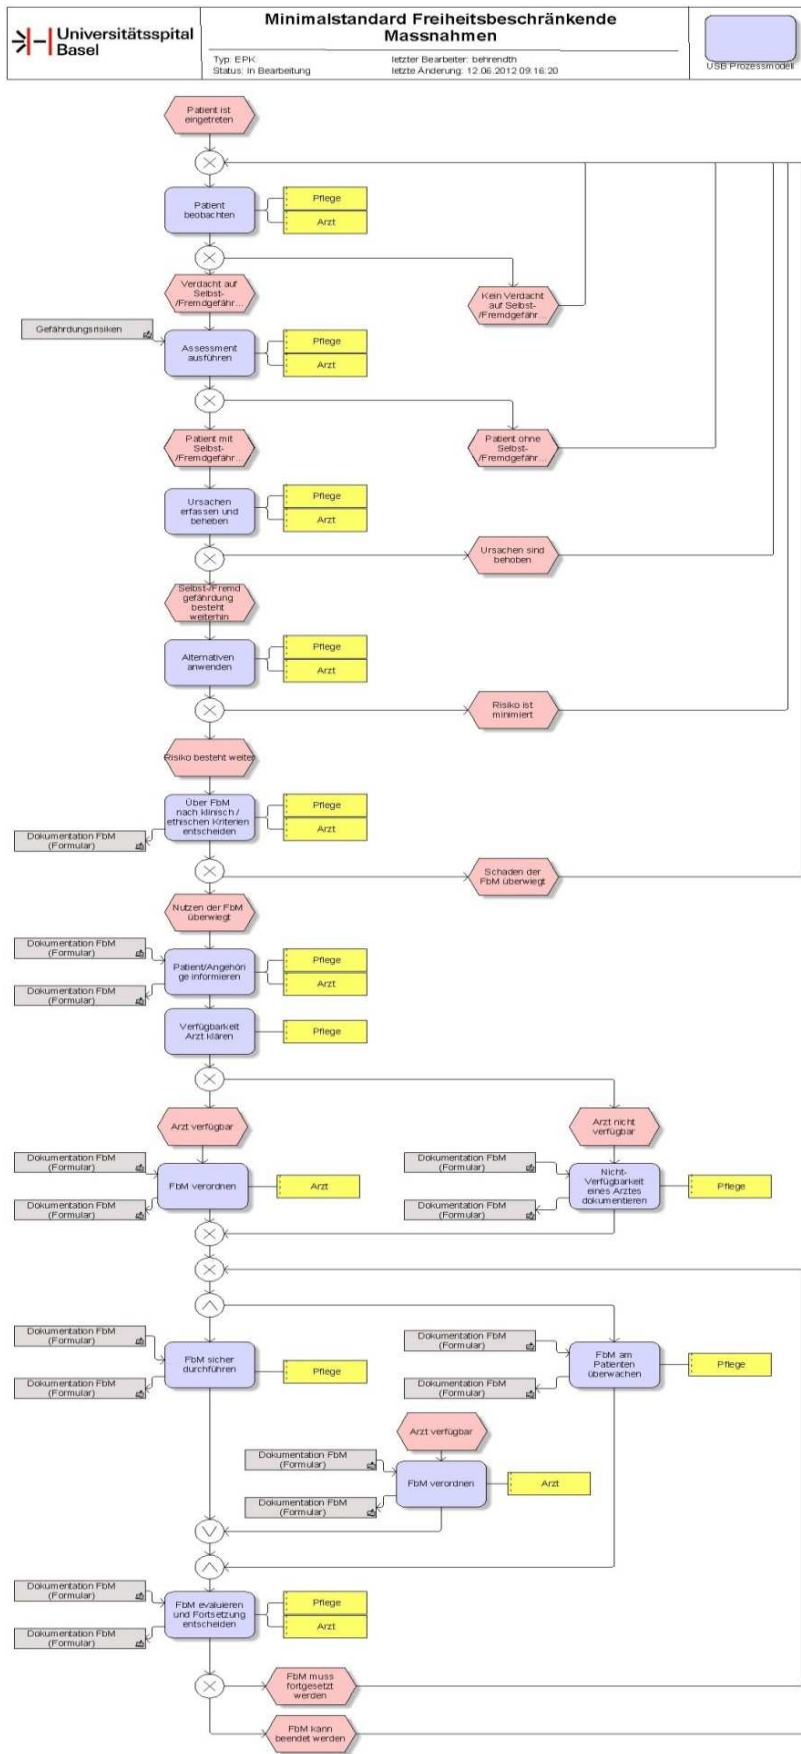 Universitätsspital
Basel
Minimalstandard Freiheitsbeschränkende
Massnahmen
Typ: EPK
letzter Bearbeiter: behrendth
Status: In Bearbeitung
letzte Änderung: 12.06.2012 09:16:20
USB Prozessmodell
Patient ist
eingetreten
Patient
beobachten
Pflege
Arzt
Verdacht auf
Selbst-
/Fremdgefähr...
Kein Verdacht
auf Selbst-
/Fremdgefähr...
Gefährdungsrisiken
Assessment
ausführen
Pflege
Arzt
Patient mit
Selbst-
/Fremdgefähr...
Patient ohne
Selbst-
/Fremdgefähr...
Ursachen
erfassen und
beheben
Pflege
Arzt
Ursachen sind
behoben
Selbst-/Fremd
gefährdung
besteht
weiterhin
Alternativen
anwenden
Pflege
Arzt
Risiko ist
minimiert
Risiko besteht weiter
Über FbM
nach klinisch /
ethischen Kriterien
entscheiden
Pflege
Arzt
Dokumentation FbM
(Formular)
Schaden der
FbM überwiegt
Nutzen der FbM
überwiegt
Dokumentation FbM
(Formular)
Dokumentation FbM
(Formular)
Patient/Angehöri
ge informieren
Pflege
Arzt
Verfügbarkeit
Arzt klären
Pflege
Arzt verfügbar
Arzt nicht
verfügbar
Dokumentation FbM
(Formular)
Dokumentation FbM
(Formular)
FbM verordnen
Arzt
Dokumentation FbM
(Formular)
Dokumentation FbM
(Formular)
Nicht-
Verfügbarkeit
eines Arztes
dokumentieren
Pflege
Dokumentation FbM
(Formular)
Dokumentation FbM
(Formular)
FbM sicher
durchführen
Pflege
Dokumentation FbM
(Formular)
Dokumentation FbM
(Formular)
FbM am
Patienten
überwachen
Pflege
Arzt verfügbar
Dokumentation FbM
(Formular)
Dokumentation FbM
(Formular)
FbM verordnen
Arzt
Dokumentation FbM
(Formular)
Dokumentation FbM
(Formular)
FbM evaluieren
und Fortsetzung
entscheiden
Pflege
Arzt
FbM muss
fortgesetzt
werden
FbM kann
beendet werden